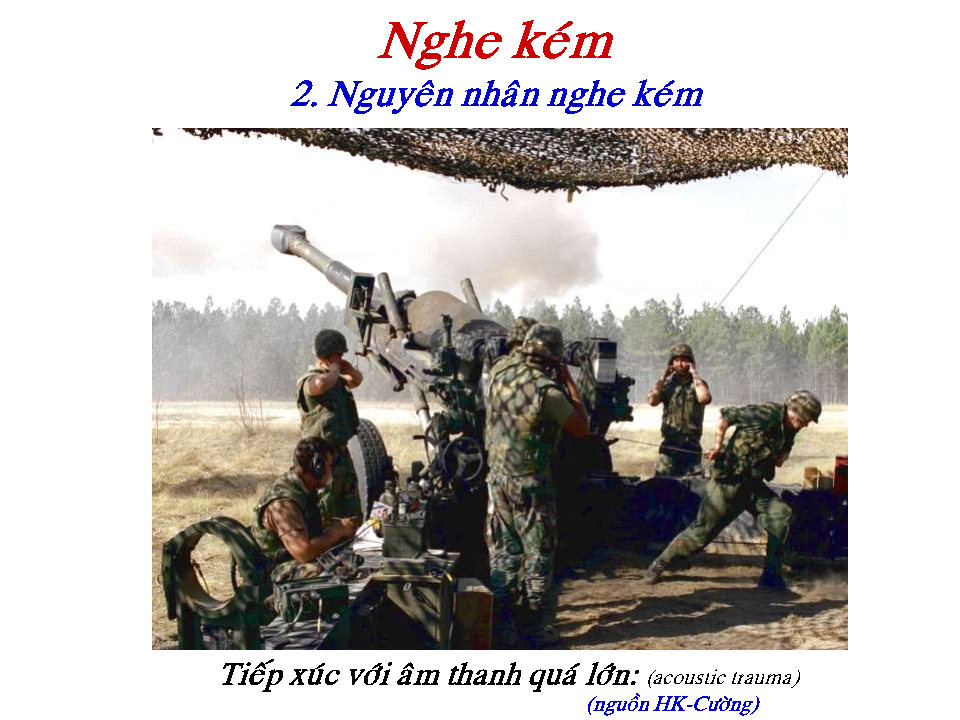 Nghe kém
2. Nguyên nhân nghe kém
Tiếp xúc với âm thanh quá lớn: (acoustic trauma)
(nguồn HK-Cường)